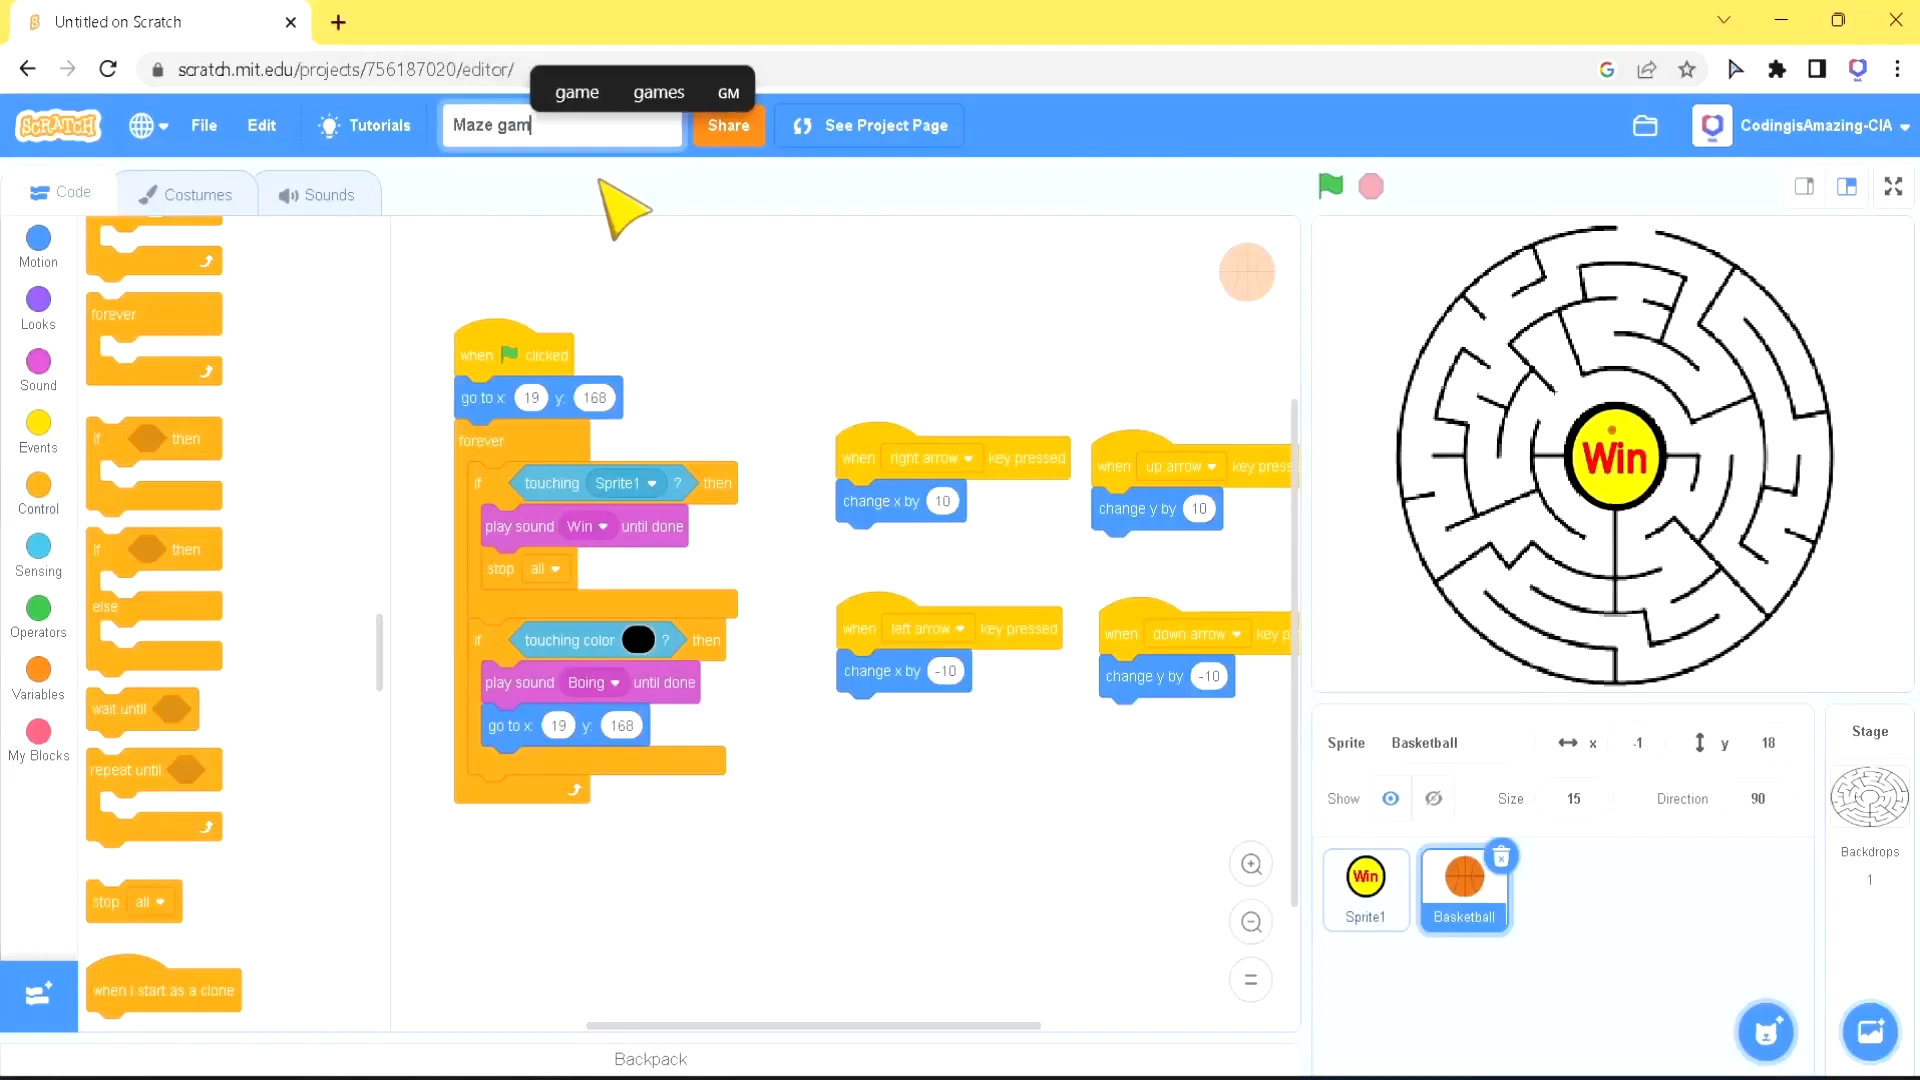 Untitled on Scratch
scratch.mit.edu/projects/756187020/editor/
game games GM
SCRATCH
File Edit Tutorials Maze gam Share See Project Page CodingisAmazing-CIA
Code Costumes Sounds
Motion
Looks
Sound
Events
Control
Sensing
Operators
Variables
My Blocks
forever
if then
if then
else
wait until
repeat until
stop all
when I start as a clone
when clicked
go to x: 19 y: 168
forever
if touching Sprite1 ? then
play sound Win until done
stop all
if touching color ? then
play sound Boing until done
go to x: 19 y: 168
when right arrow key pressed
change x by 10
when up arrow key press
change y by 10
when left arrow key pressed
change x by -10
when down arrow key p
change y by -10
Win
Sprite Basketball x -1 y 18
Show Size 15 Direction 90
Win
Sprite1
Basketball
Stage
Backdrops
1
Backpack